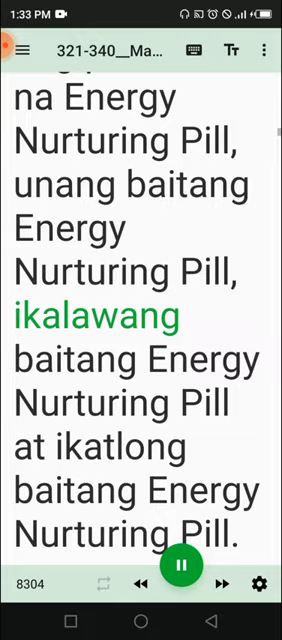 1:33 PM
321-340__Ma...
Tт
na Energy
Nurturing Pill,
unang baitang
Energy
Nurturing Pill,
ikalawang
baitang Energy
Nurturing Pill
at ikatlong
baitang Energy
Nurturing Pill.
8304